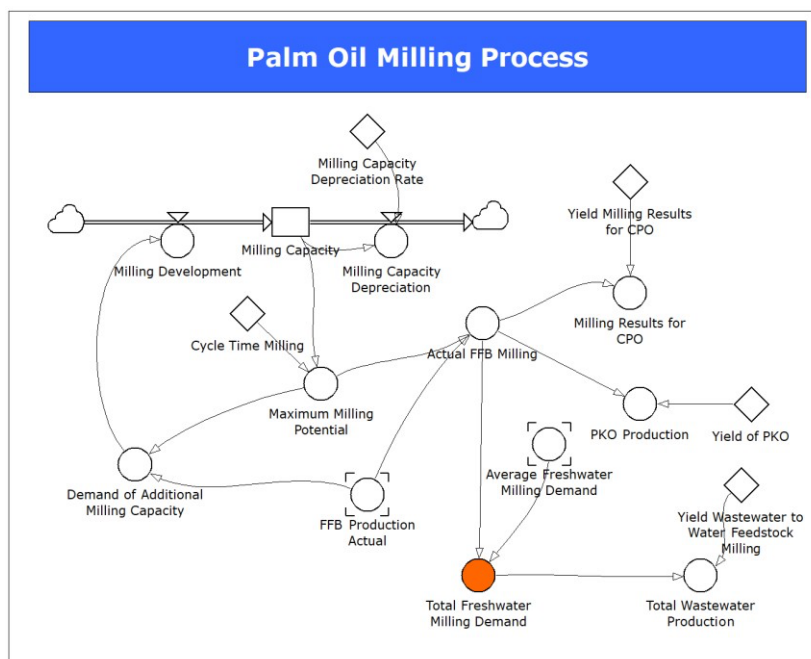 Palm Oil Milling Process
Milling Capacity
Depreciation Rate
Yield Milling Results
for CPO
Milling Capacity
Milling Development
Milling Capacity
Depreciation
Milling Results for
CPO
Cycle Time Milling
Actual FFB Milling
Maximum Milling
Potential
PKO Production
Yield of PKO
Demand of Additional
Milling Capacity
FFB Production
Actual
Average Freshwater
Milling Demand
Yield Wastewater to
Water Feedstock
Milling
Total Freshwater
Milling Demand
Total Wastewater
Production